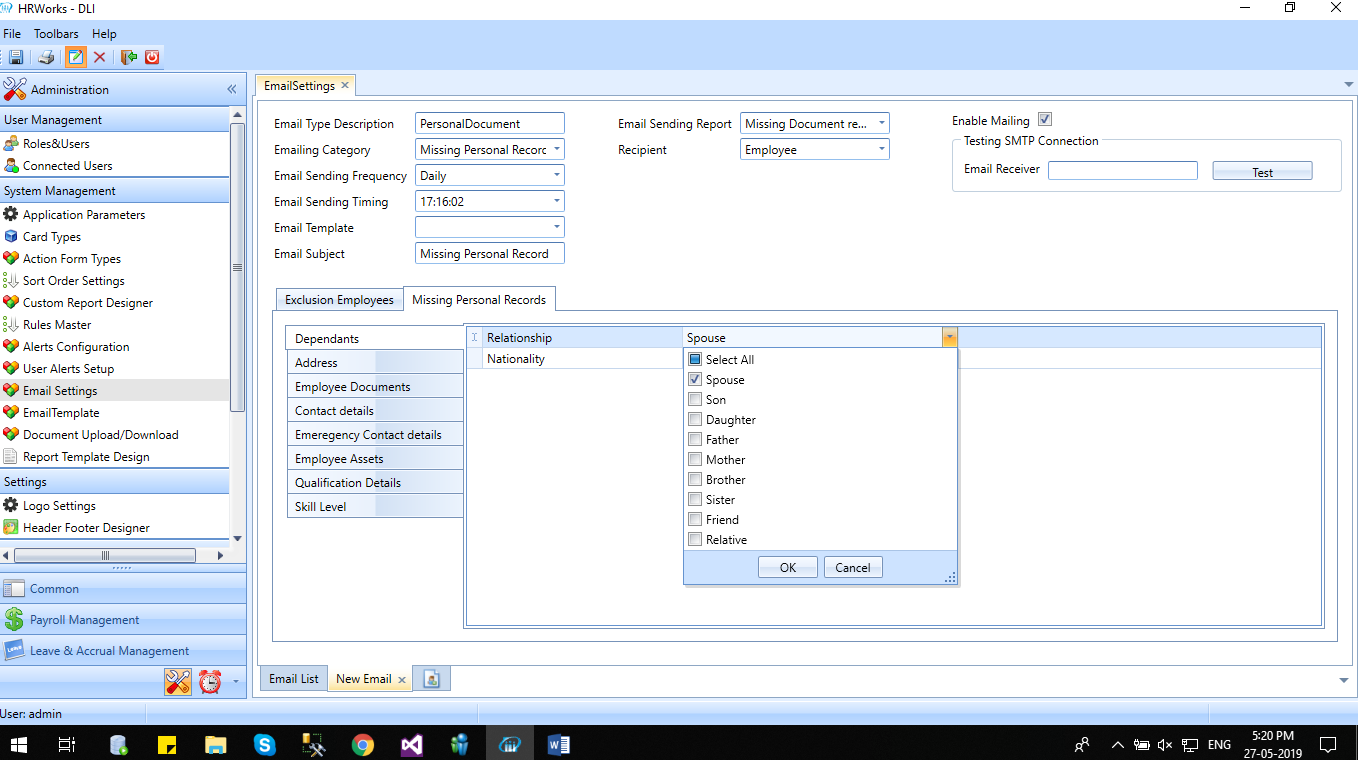 HRWorks - DLI
File Toolbars Help
Administration
User Management
Roles&Users
Connected Users
System Management
Application Parameters
Card Types
Action Form Types
Sort Order Settings
Custom Report Designer
Rules Master
Alerts Configuration
User Alerts Setup
Email Settings
EmailTemplate
Document Upload/Download
Report Template Design
Settings
Logo Settings
Header Footer Designer
Common
Payroll Management
Leave & Accrual Management
EmailSettings
Email Type Description PersonalDocument
Emailing Category Missing Personal Record
Email Sending Frequency Daily
Email Sending Timing 17:16:02
Email Template
Email Subject Missing Personal Record
Email Sending Report Missing Document re...
Recipient Employee
Enable Mailing
Testing SMTP Connection
Email Receiver Test
Exclusion Employees Missing Personal Records
Dependants
Address
Employee Documents
Contact details
Emeregency Contact details
Employee Assets
Qualification Details
Skill Level
Relationship Spouse
Nationality
Select All
Spouse
Son
Daughter
Father
Mother
Brother
Sister
Friend
Relative
OK Cancel
Email List New Email
User: admin
ENG
5:20 PM
27-05-2019